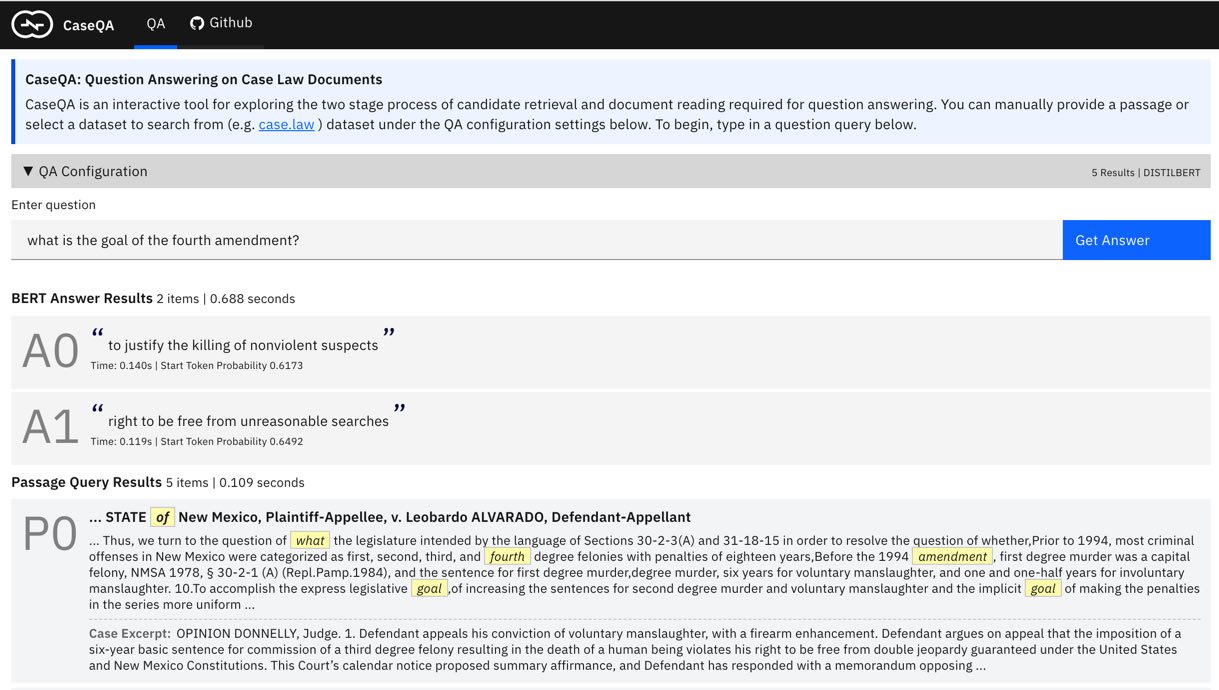 CaseQA QA Github
CaseQA: Question Answering on Case Law Documents
CaseQA is an interactive tool for exploring the two stage process of candidate retrieval and document reading required for question answering. You can manually provide a passage or
select a dataset to search from (e.g. case.law ) dataset under the QA configuration settings below. To begin, type in a question query below.
▼ QA Configuration 5 Results | DISTILBERT
Enter question
what is the goal of the fourth amendment? Get Answer
BERT Answer Results 2 items | 0.688 seconds
A0 “ to justify the killing of nonviolent suspects ”
Time: 0.140s | Start Token Probability 0.6173
A1 “ right to be free from unreasonable searches ”
Time: 0.119s | Start Token Probability 0.6492
Passage Query Results 5 items | 0.109 seconds
P0 ... STATE of New Mexico, Plaintiff-Appellee, v. Leobardo ALVARADO, Defendant-Appellant
... Thus, we turn to the question of what the legislature intended by the language of Sections 30-2-3(A) and 31-18-15 in order to resolve the question of whether,Prior to 1994, most criminal
offenses in New Mexico were categorized as first, second, third, and fourth degree felonies with penalties of eighteen years,Before the 1994 amendment , first degree murder was a capital
felony, NMSA 1978, § 30-2-1 (A) (Repl.Pamp.1984), and the sentence for first degree murder,degree murder, six years for voluntary manslaughter, and one and one-half years for involuntary
manslaughter. 10.To accomplish the express legislative goal ,of increasing the sentences for second degree murder and voluntary manslaughter and the implicit goal of making the penalties
in the series more uniform ...
Case Excerpt: OPINION DONNELLY, Judge. 1. Defendant appeals his conviction of voluntary manslaughter, with a firearm enhancement. Defendant argues on appeal that the imposition of a
six-year basic sentence for commission of a third degree felony resulting in the death of a human being violates his right to be free from double jeopardy guaranteed under the United States
and New Mexico Constitutions. This Court’s calendar notice proposed summary affirmance, and Defendant has responded with a memorandum opposing ...